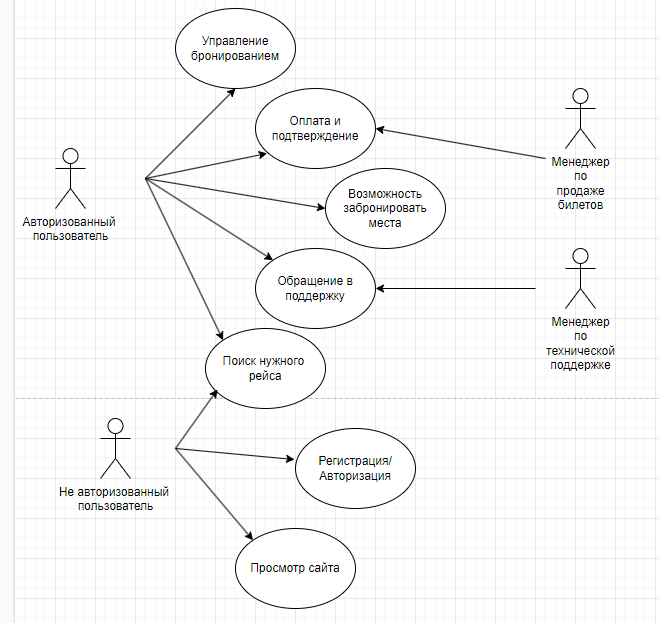 Управление
бронированием
Оплата и
подтверждение
Менеджер
по
продаже
билетов
Авторизованный
пользователь
Возможность
забронировать
места
Обращение в
поддержку
Менеджер
по
технической
поддержке
Поиск нужного
рейса
Не авторизованный
пользователь
Регистрация/
Авторизация
Просмотр сайта